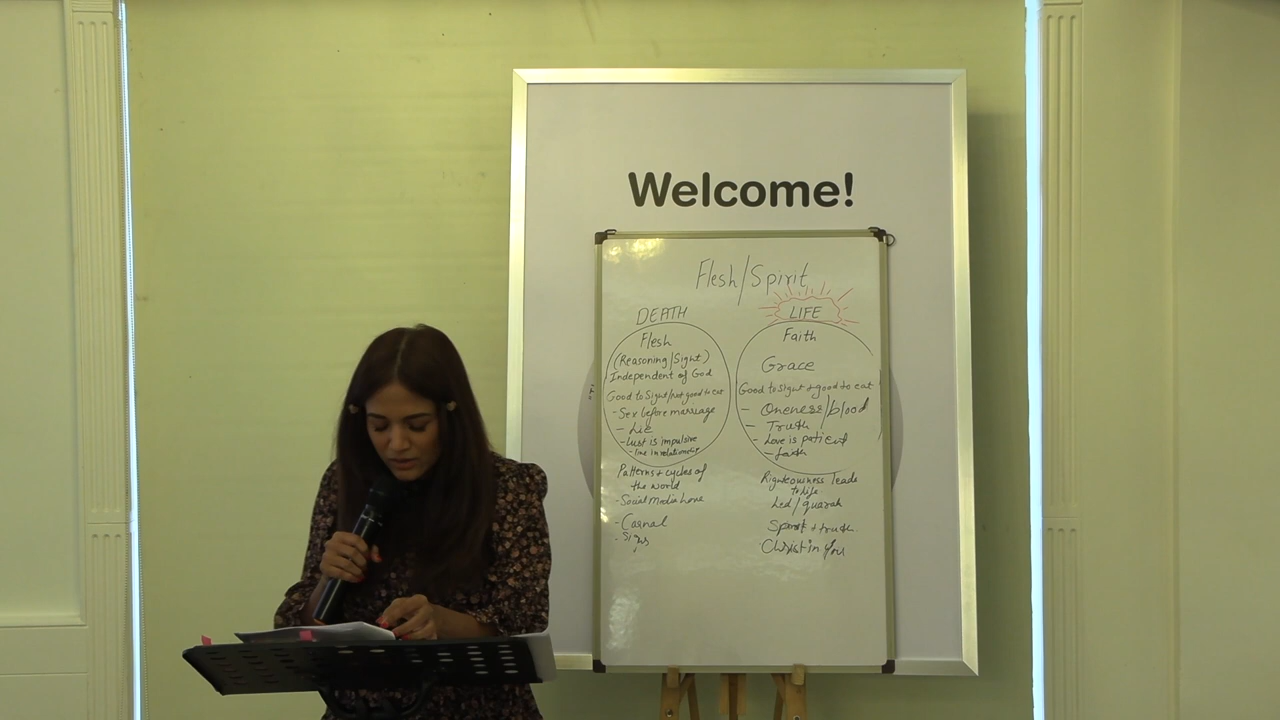 Welcome!
Flesh/Spirit
DEATH
Flesh
(Reasoning/Sight)
Independent of God
Good to Sight/not good to eat
- Sex before marriage
- Lie
- Lust is impulsive
- in relationship
Patterns + cycles of
the world
- Social Media
- Carnal
- Signs
LIFE
Faith
Grace
Good to Sight + good to eat
- Oneness/blood
- Truth
- Love is patient
- faith
Righteousness leads
to life
Led/
Spirit + truth.
Christ in you